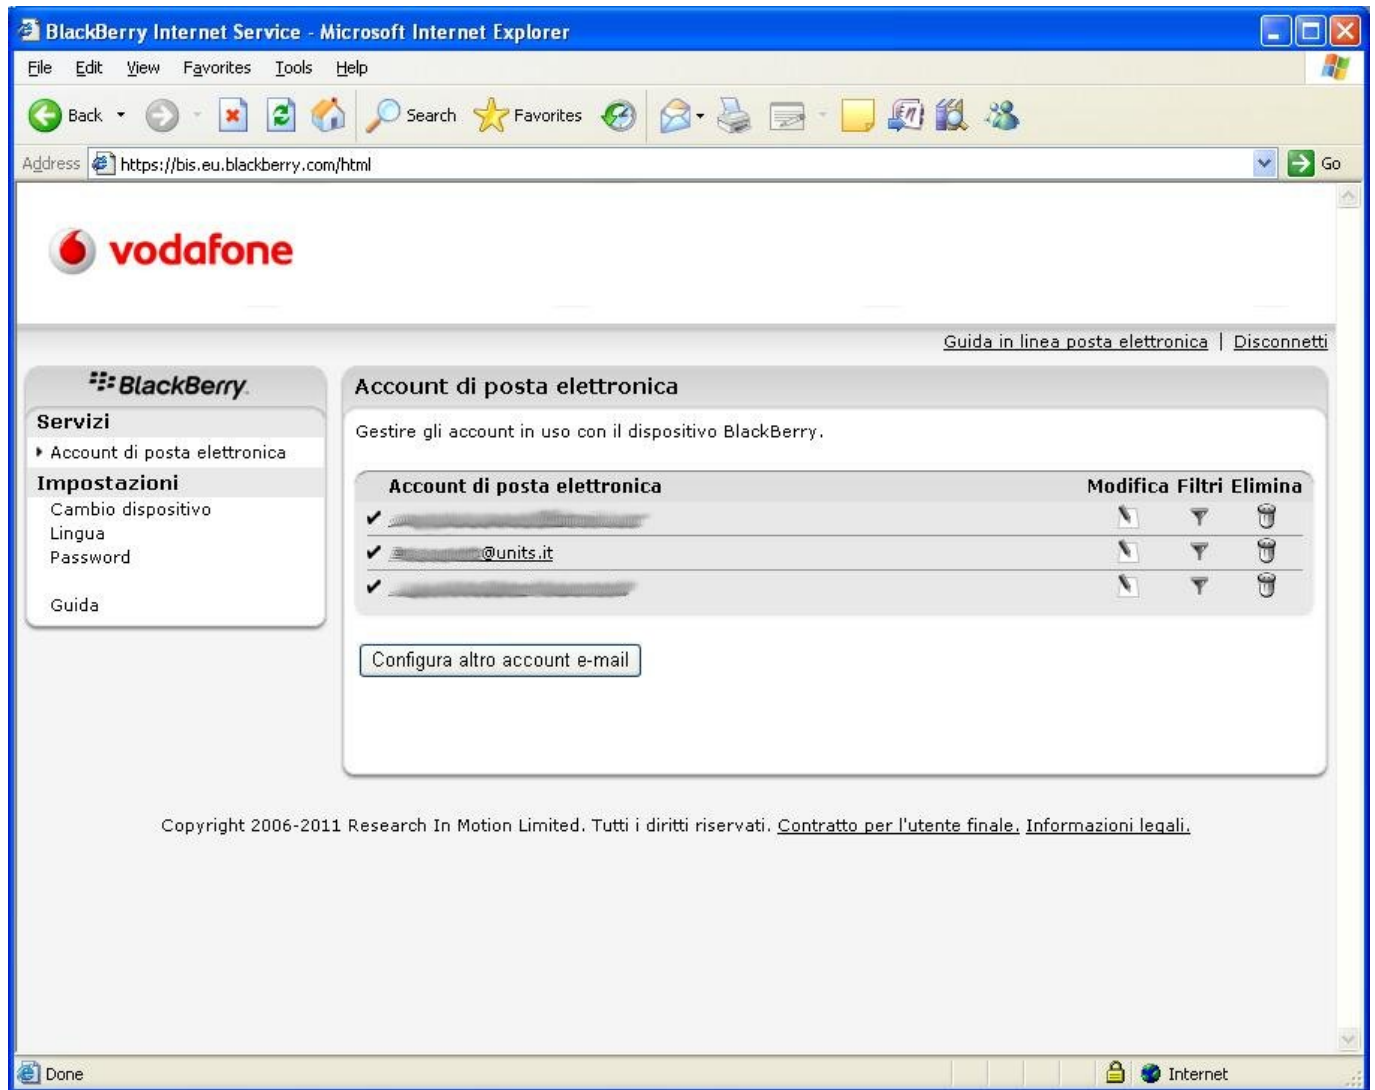 BlackBerry Internet Service - Microsoft Internet Explorer
File Edit View Favorites Tools Help
Back Search Favorites
Address https://bis.eu.blackberry.com/html Go
vodafone
Guida in linea posta elettronica | Disconnetti
BlackBerry.
Account di posta elettronica
Servizi
Account di posta elettronica
Impostazioni
Cambio dispositivo
Lingua
Password
Guida
Gestire gli account in uso con il dispositivo BlackBerry.
Account di posta elettronica Modifica Filtri Elimina
@units.it
Configura altro account e-mail
Copyright 2006-2011 Research In Motion Limited. Tutti i diritti riservati. Contratto per l'utente finale. Informazioni legali.
Done Internet